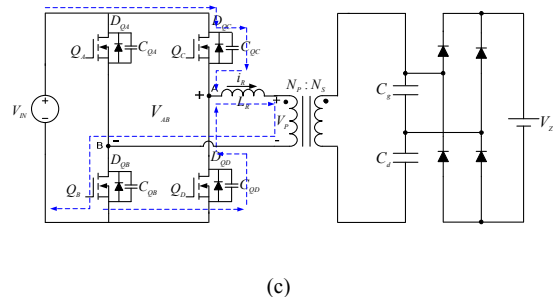 D_QA D_QC
Q_A C_QA Q_C C_QC
i_R N_P : N_S
+ A L_R +
V_IN V_AB V_P C_g V_Z
B - -
D_QB D_QD C_d
Q_B C_QB Q_D C_QD
(c)